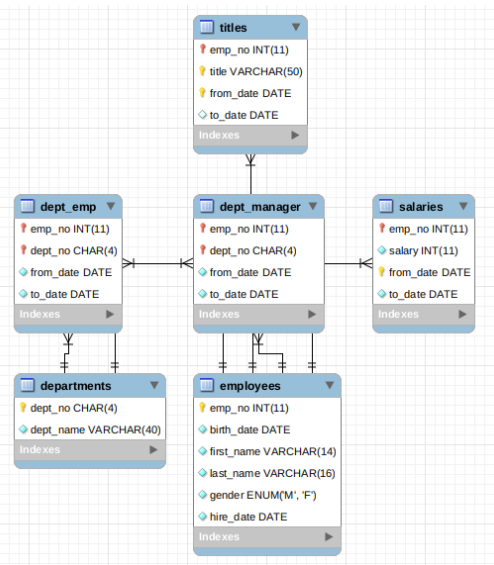 titles
emp_no INT(11)
title VARCHAR(50)
from_date DATE
to_date DATE
Indexes
dept_emp
emp_no INT(11)
dept_no CHAR(4)
from_date DATE
to_date DATE
Indexes
dept_manager
emp_no INT(11)
dept_no CHAR(4)
from_date DATE
to_date DATE
Indexes
salaries
emp_no INT(11)
salary INT(11)
from_date DATE
to_date DATE
Indexes
departments
dept_no CHAR(4)
dept_name VARCHAR(40)
Indexes
employees
emp_no INT(11)
birth_date DATE
first_name VARCHAR(14)
last_name VARCHAR(16)
gender ENUM('M', 'F')
hire_date DATE
Indexes